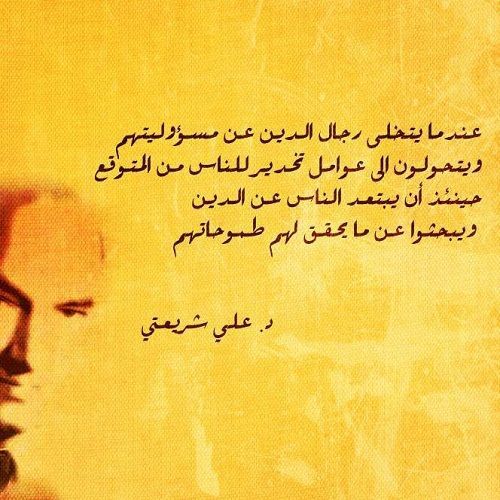 عندما يتخلى رجال الدين عن مسؤوليتهم
ويتحولون الى عوامل تخدير للناس من المتوقع
حينئذ أن يبتعد الناس عن الدين
ويبحثوا عن ما يحقق لهم طموحاتهم
د. علي شريعتي